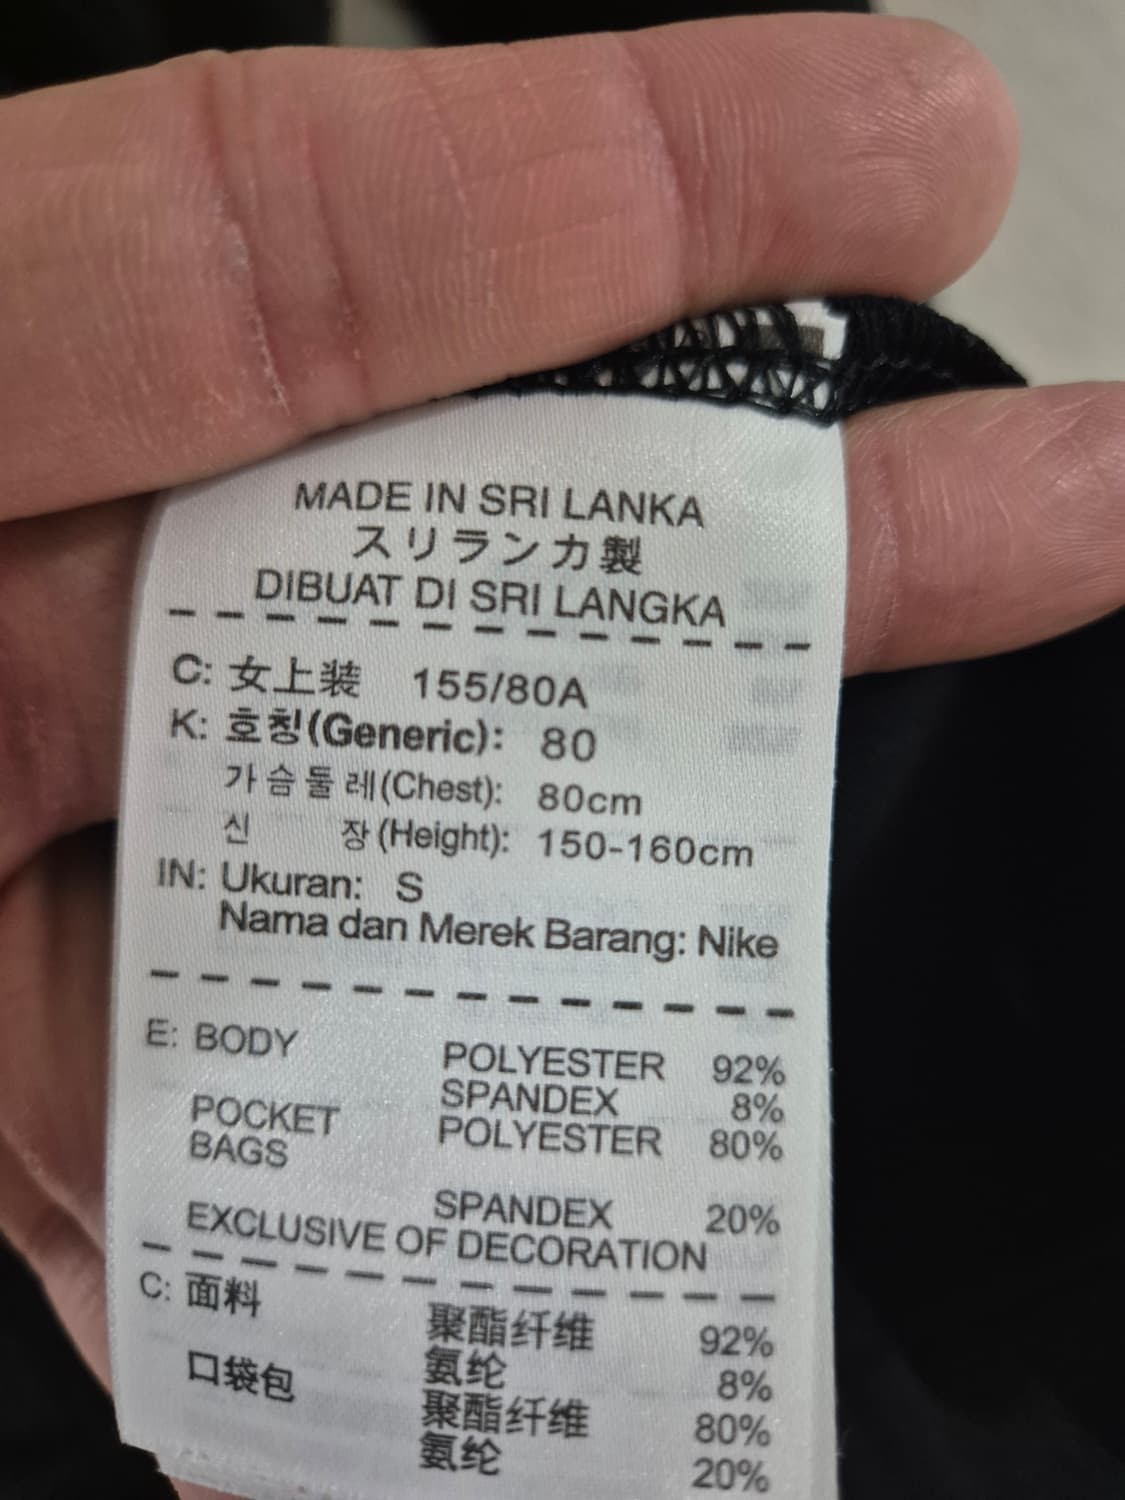 MADE IN SRI LANKA
スリランカ製
DIBUAT DI SRI LANGKA
C: 女上装 155/80A
K: 호칭(Generic): 80
가슴둘레(Chest): 80cm
신 장(Height): 150-160cm
IN: Ukuran: S
Nama dan Merek Barang: Nike
E: BODY POLYESTER 92%
SPANDEX 8%
POCKET BAGS POLYESTER 80%
SPANDEX 20%
EXCLUSIVE OF DECORATION
C: 面料 聚酯纤维 92%
氨纶 8%
口袋包 聚酯纤维 80%
氨纶 20%